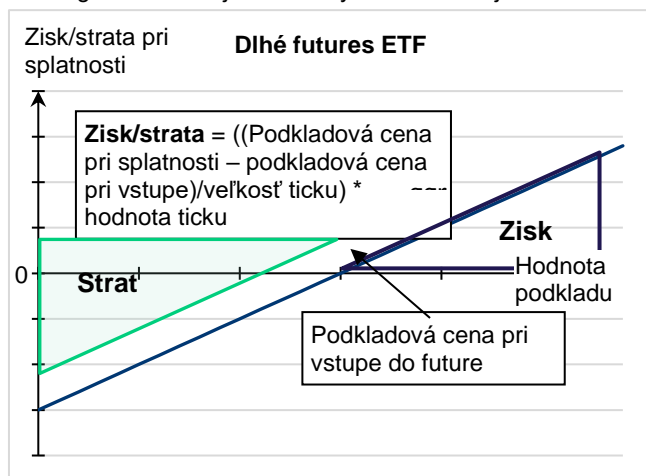 Zisk/strata pri
splatnosti
Dlhé futures ETF
Zisk/strata = ((Podkladová cena
pri splatnosti – podkladová cena
pri vstupe)/veľkosť ticku) *
hodnota ticku
Zisk
0
Strat
Hodnota
podkladu
Podkladová cena pri
vstupe do future